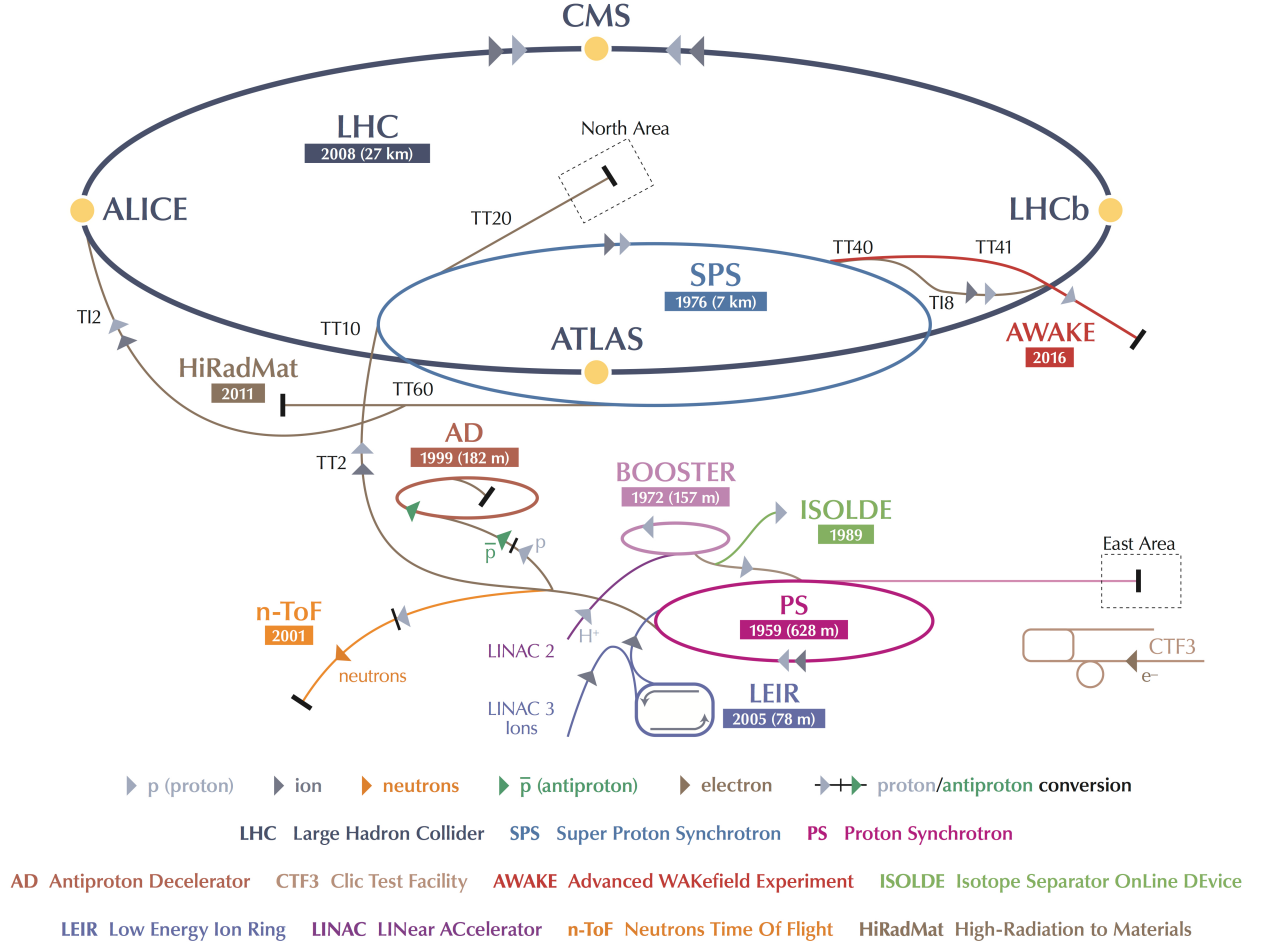 CMS
LHC
2008 (27 km)
North Area
ALICE
LHCb
TT20
TT40
TT41
SPS
1976 (7 km)
TI2
TT10
TI8
ATLAS
AWAKE
2016
HiRadMat
2011
TT60
AD
1999 (182 m)
TT2
BOOSTER
1972 (157 m)
ISOLDE
1989
p̅
p
East Area
n-ToF
2001
PS
1959 (628 m)
H⁺
LINAC 2
neutrons
CTF3
e⁻
LEIR
2005 (78 m)
LINAC 3
Ions
p (proton) ion neutrons p̅ (antiproton) electron proton/antiproton conversion
LHC Large Hadron Collider SPS Super Proton Synchrotron PS Proton Synchrotron
AD Antiproton Decelerator CTF3 Clic Test Facility AWAKE Advanced WAKefield Experiment ISOLDE Isotope Separator OnLine DEvice
LEIR Low Energy Ion Ring LINAC LINear ACcelerator n-ToF Neutrons Time Of Flight HiRadMat High-Radiation to Materials